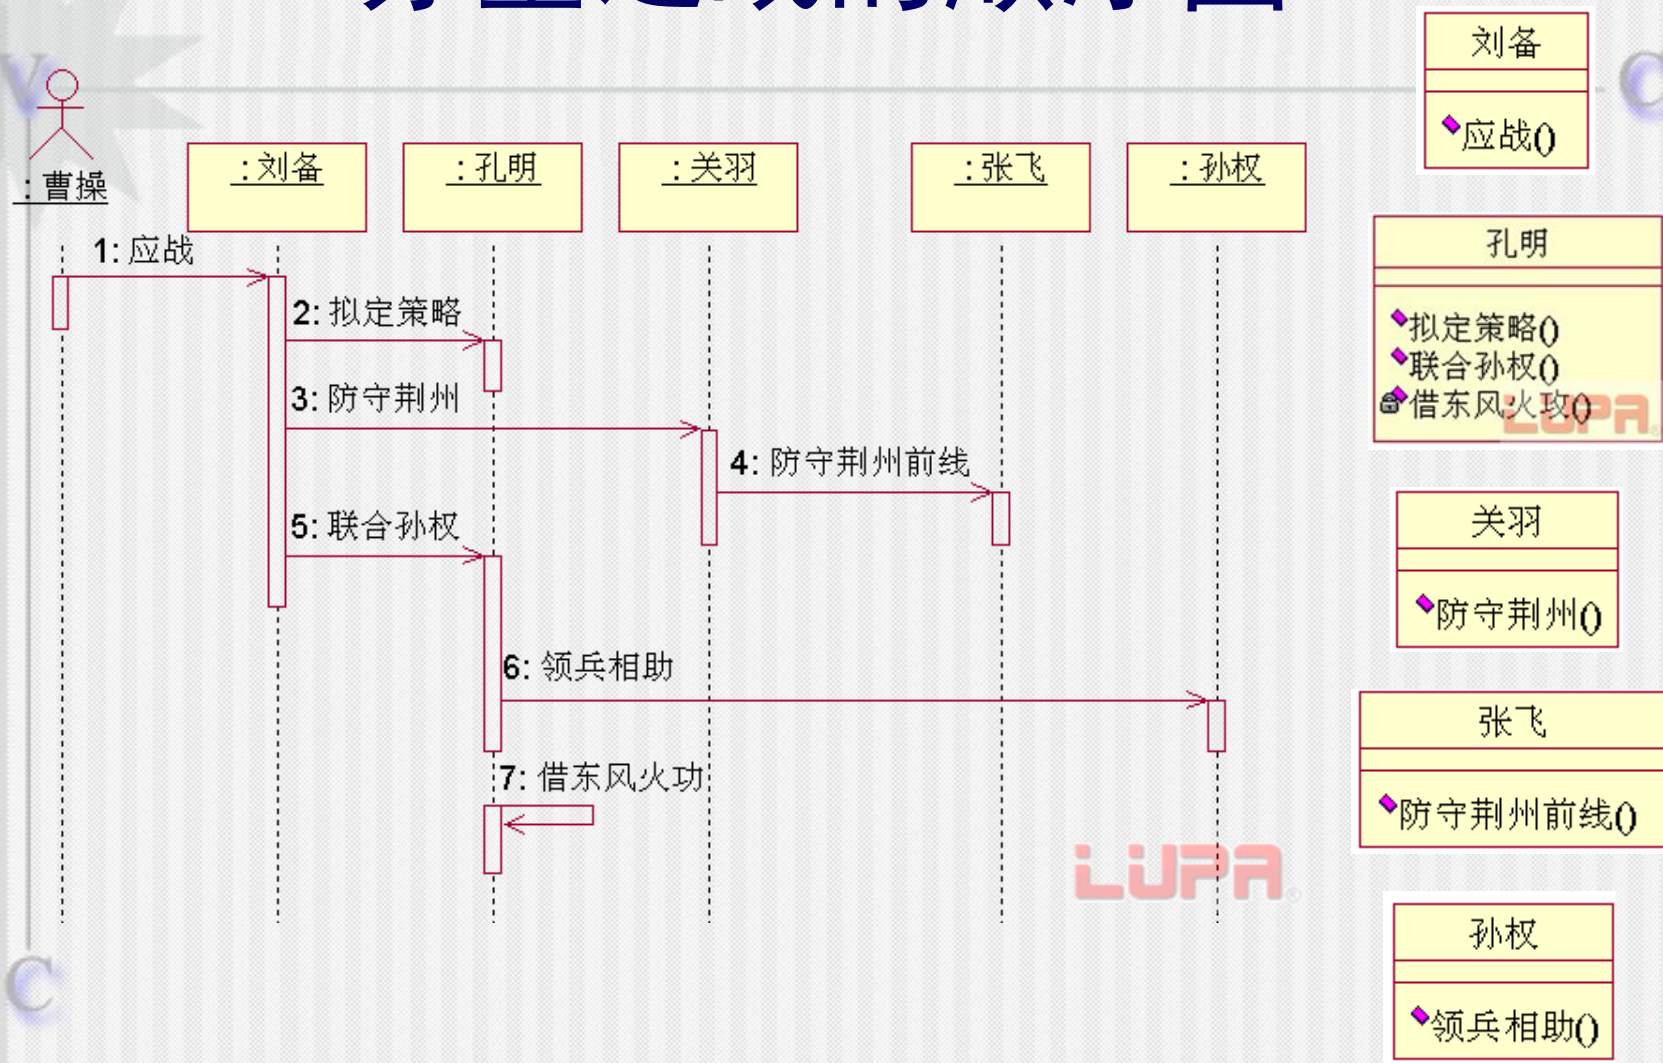 :曹操
:刘备
:孔明
:关羽
:张飞
:孙权
1: 应战
2: 拟定策略
3: 防守荆州
4: 防守荆州前线
5: 联合孙权
6: 领兵相助
7: 借东风火功
刘备
应战()
孔明
拟定策略()
联合孙权()
借东风火攻()
LUPA
关羽
防守荆州()
张飞
防守荆州前线()
LUPA
孙权
领兵相助()
V
C
C